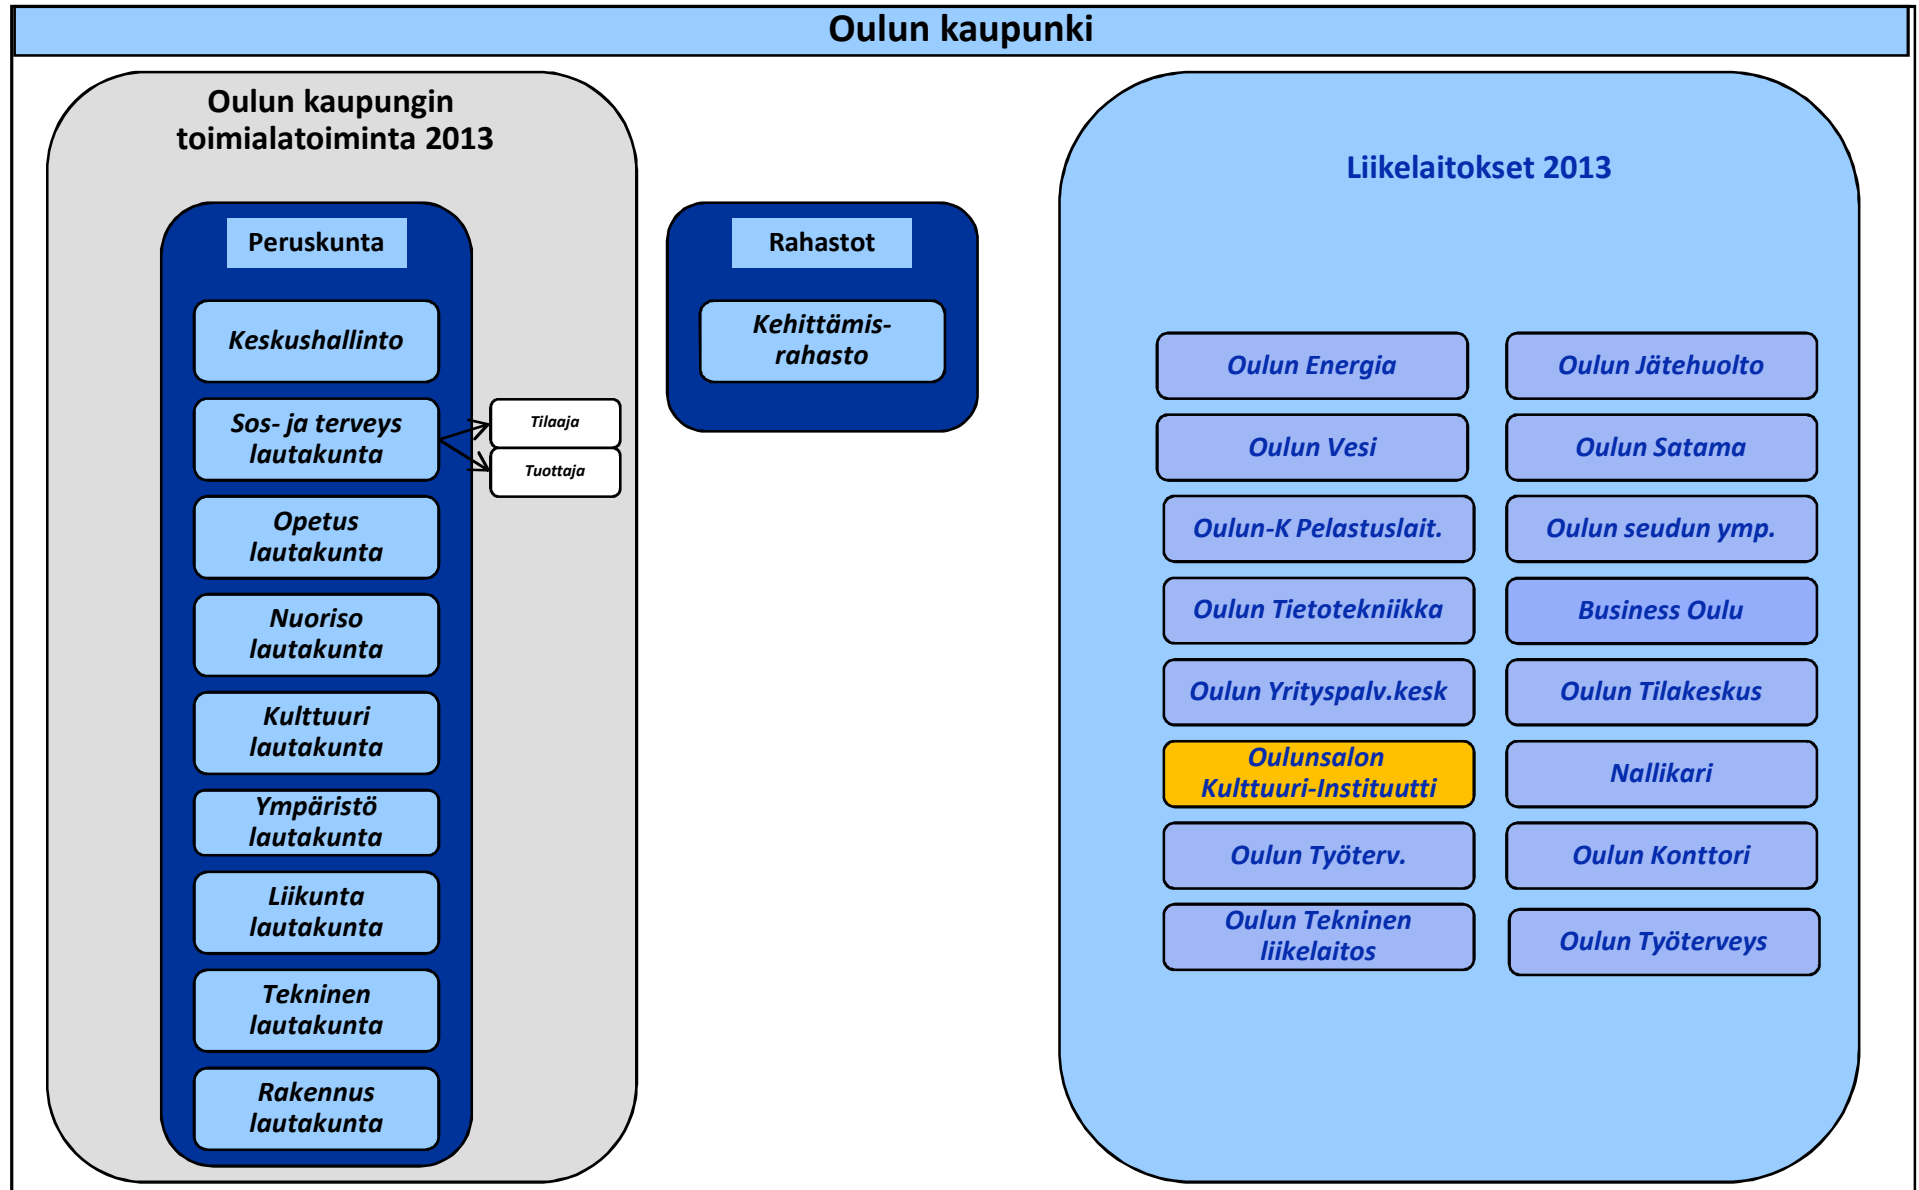 Oulun kaupunki
Oulun kaupungin
toimialatoiminta 2013
Peruskunta
Keskushallinto
Sos- ja terveys
lautakunta
Tilaaja
Tuottaja
Opetus
lautakunta
Nuoriso
lautakunta
Kulttuuri
lautakunta
Ympäristö
lautakunta
Liikunta
lautakunta
Tekninen
lautakunta
Rakennus
lautakunta
Rahastot
Kehittämis-
rahasto
Liikelaitokset 2013
Oulun Energia
Oulun Jätehuolto
Oulun Vesi
Oulun Satama
Oulun-K Pelastuslait.
Oulun seudun ymp.
Oulun Tietotekniikka
Business Oulu
Oulun Yrityspalv.kesk
Oulun Tilakeskus
Oulunsalon
Kulttuuri-Instituutti
Nallikari
Oulun Työterv.
Oulun Konttori
Oulun Tekninen
liikelaitos
Oulun Työterveys